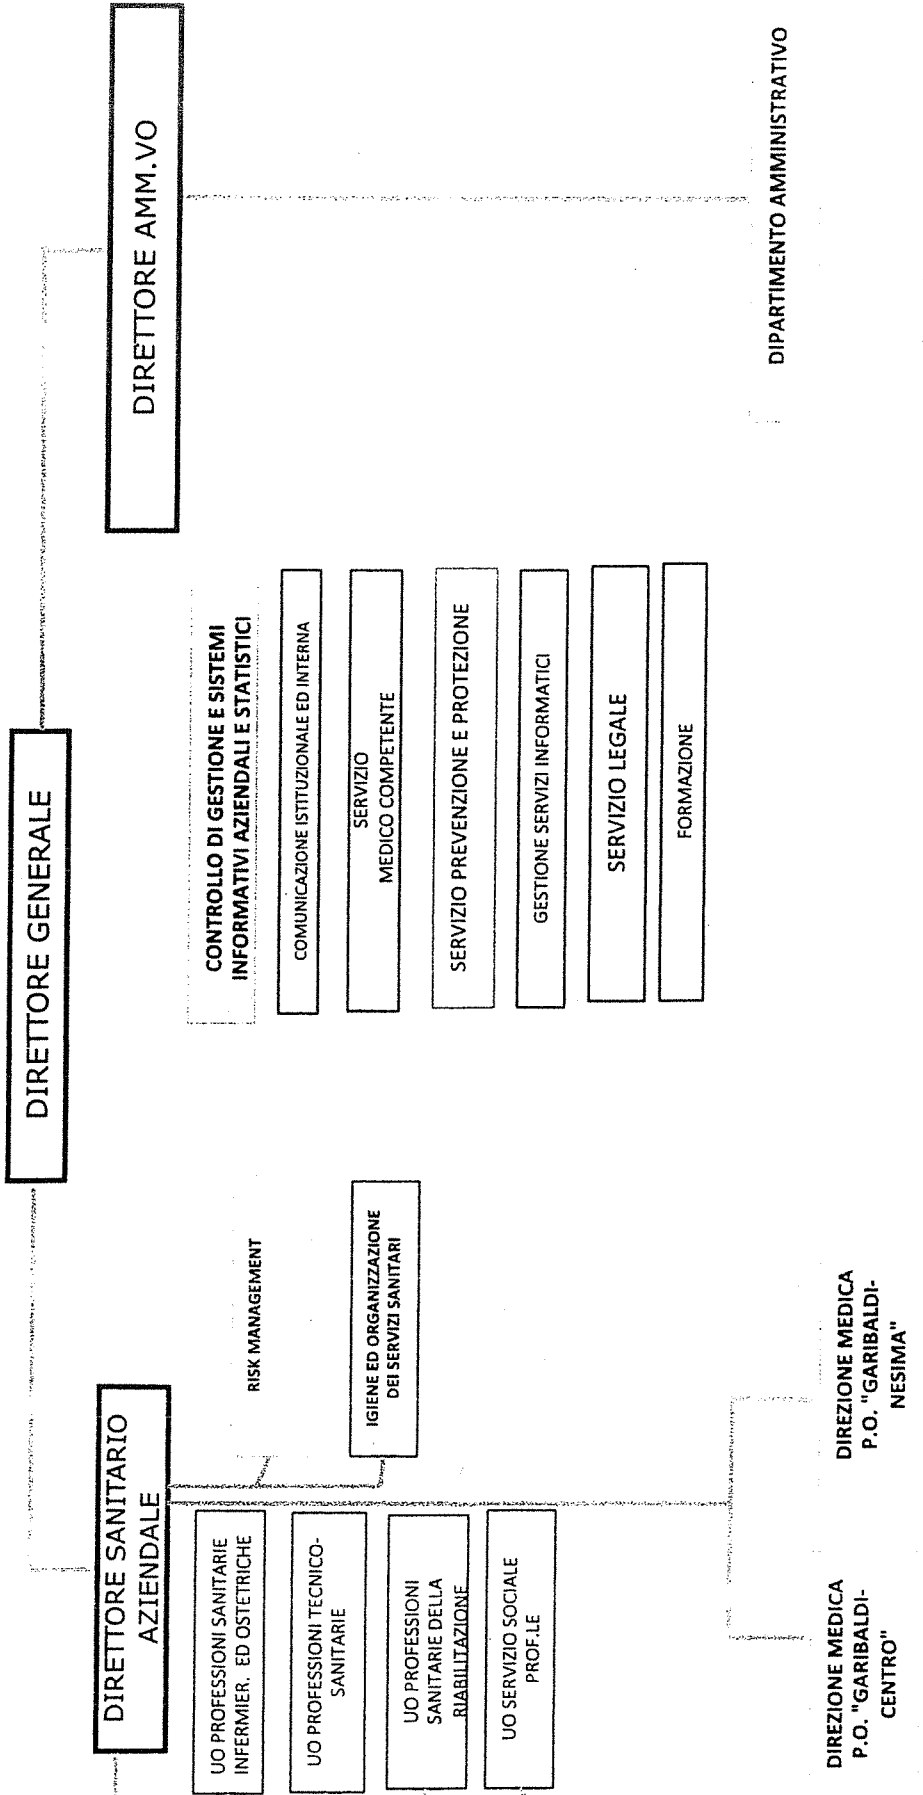 DIRETTORE GENERALE
DIRETTORE SANITARIO
AZIENDALE
DIRETTORE AMM.VO
UO PROFESSIONI SANITARIE
INFERMIER. ED OSTETRICHE
UO PROFESSIONI TECNICO-
SANITARIE
UO PROFESSIONI
SANITARIE DELLA
RIABILITAZIONE
UO SERVIZIO SOCIALE
PROF.LE
RISK MANAGEMENT
IGIENE ED ORGANIZZAZIONE
DEI SERVIZI SANITARI
CONTROLLO DI GESTIONE E SISTEMI
INFORMATIVI AZIENDALI E STATISTICI
COMUNICAZIONE ISTITUZIONALE ED INTERNA
SERVIZIO
MEDICO COMPETENTE
SERVIZIO PREVENZIONE E PROTEZIONE
GESTIONE SERVIZI INFORMATICI
SERVIZIO LEGALE
FORMAZIONE
DIREZIONE MEDICA
P.O. "GARIBALDI-
CENTRO"
DIREZIONE MEDICA
P.O. "GARIBALDI-
NESIMA"
DIPARTIMENTO AMMINISTRATIVO